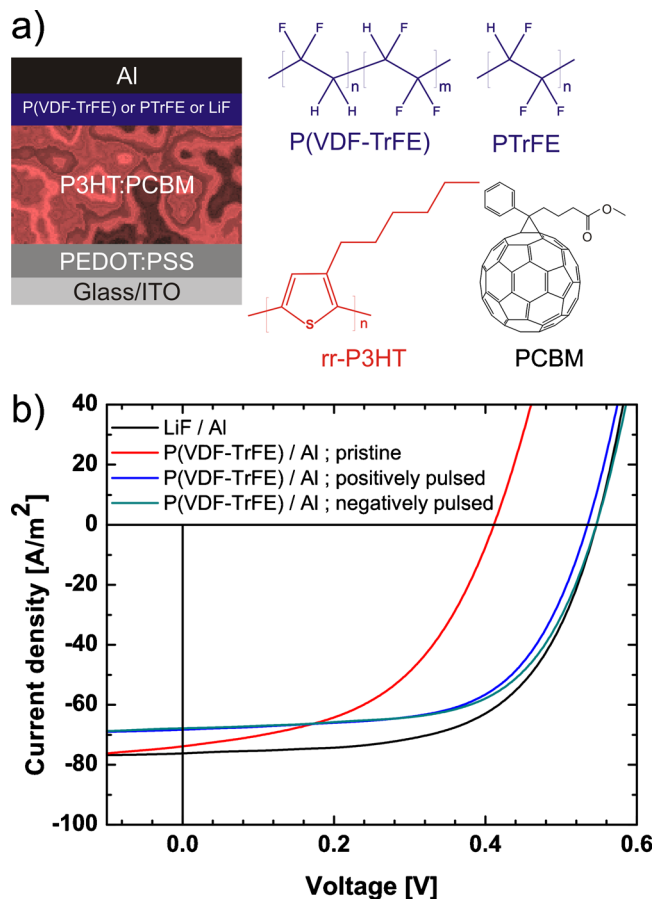 a)
Al
P(VDF-TrFE) or PTrFE or LiF
P3HT:PCBM
PEDOT:PSS
Glass/ITO
F F H F
n m
H H F F
P(VDF-TrFE)
H F
n
F F
PTrFE
S
n
rr-P3HT
O
O
PCBM
b)
LiF / Al
P(VDF-TrFE) / Al ; pristine
P(VDF-TrFE) / Al ; positively pulsed
P(VDF-TrFE) / Al ; negatively pulsed
Current density [A/m²]
40
20
0
-20
-40
-60
-80
-100
0.0 0.2 0.4 0.6
Voltage [V]